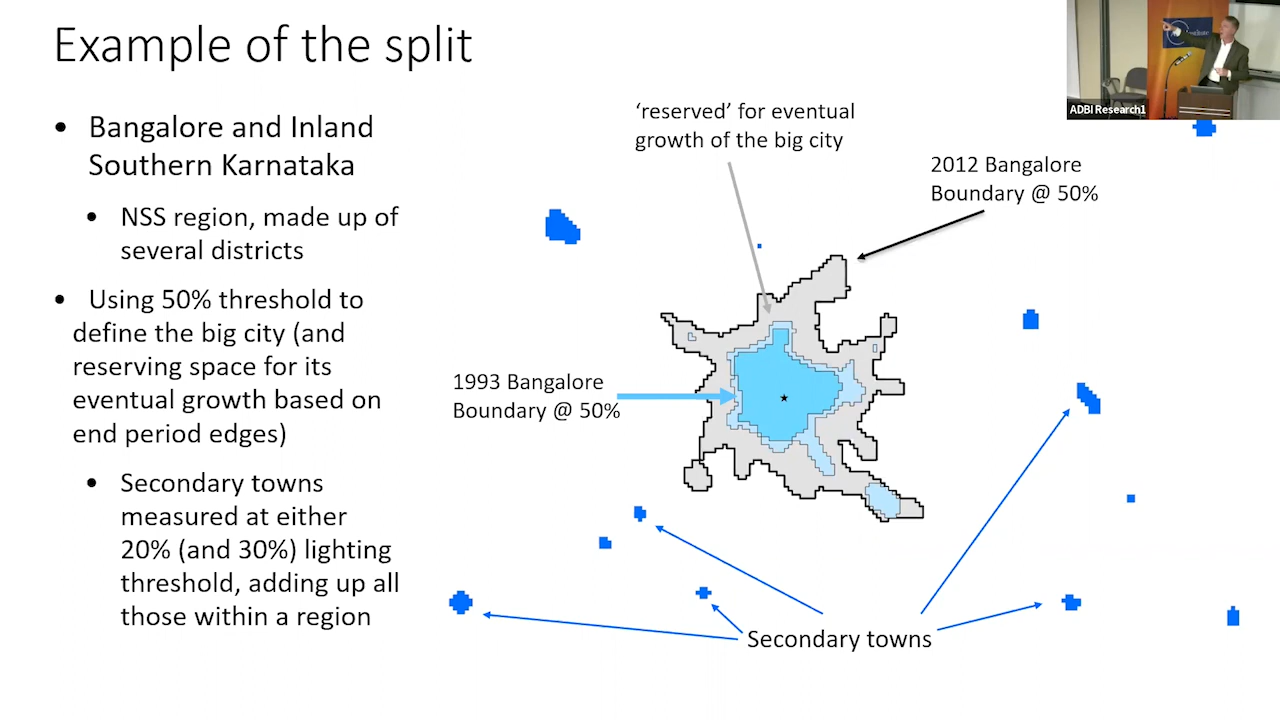 Example of the split
• Bangalore and Inland
Southern Karnataka
• NSS region, made up of
several districts
• Using 50% threshold to
define the big city (and
reserving space for its
eventual growth based on
end period edges)
• Secondary towns
measured at either
20% (and 30%) lighting
threshold, adding up all
those within a region
‘reserved’ for eventual
growth of the big city
2012 Bangalore
Boundary @ 50%
1993 Bangalore
Boundary @ 50%
Secondary towns
ADBI Research1